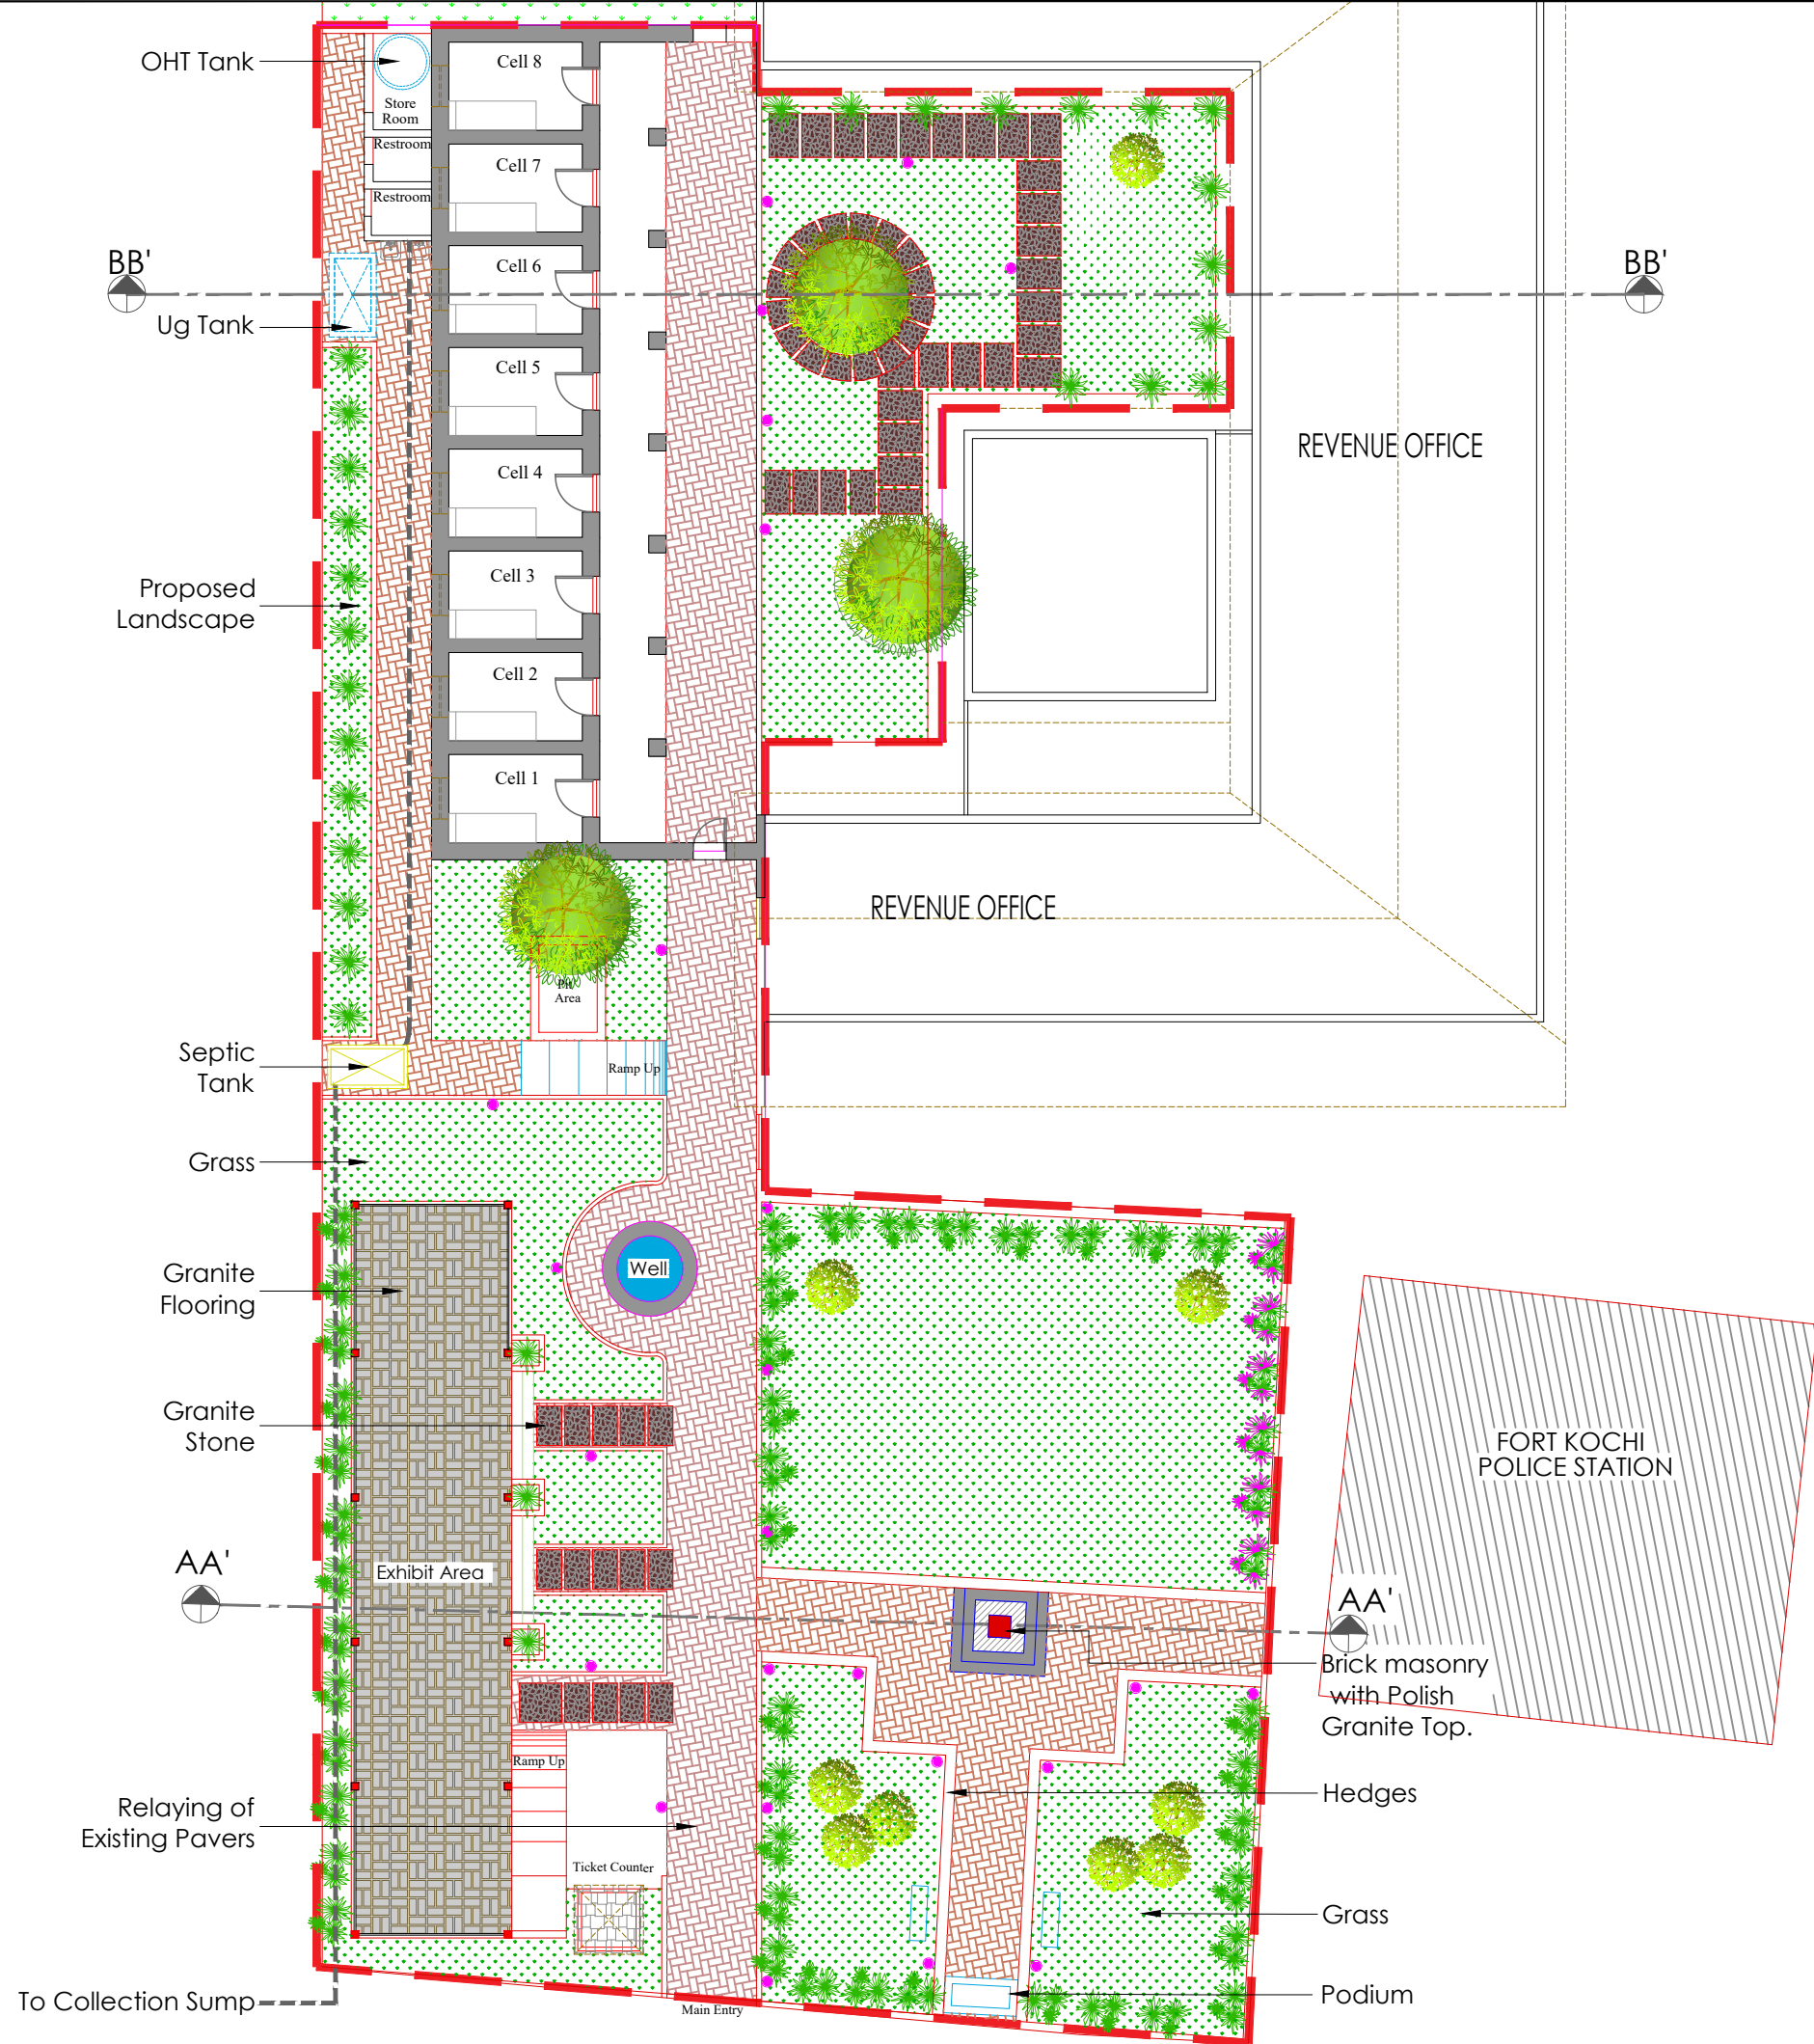 OHT Tank
Cell 8
Store
Room
Restroom
Cell 7
Restroom
BB'
Cell 6
BB'
Ug Tank
Cell 5
REVENUE OFFICE
Cell 4
Proposed
Landscape
Cell 3
Cell 2
Cell 1
REVENUE OFFICE
Area
Septic
Tank
Ramp Up
Grass
Well
Granite
Flooring
Granite
Stone
FORT KOCHI
POLICE STATION
AA'
Exhibit Area
AA'
Brick masonry
with Polish
Granite Top.
Ramp Up
Hedges
Relaying of
Existing Pavers
Ticket Counter
Grass
To Collection Sump
Main Entry
Podium